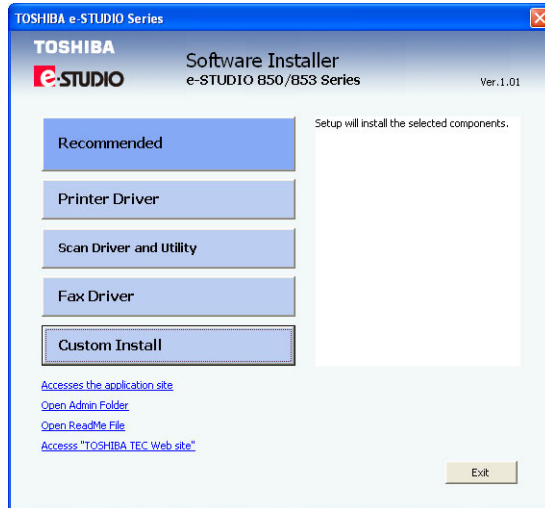 TOSHIBA e-STUDIO Series
TOSHIBA
e-STUDIO
Software Installer
e-STUDIO 850/853 Series
Ver.1.01
Recommended
Setup will install the selected components.
Printer Driver
Scan Driver and Utility
Fax Driver
Custom Install
Accesses the application site
Open Admin Folder
Open ReadMe File
Accesss "TOSHIBA TEC Web site"
Exit